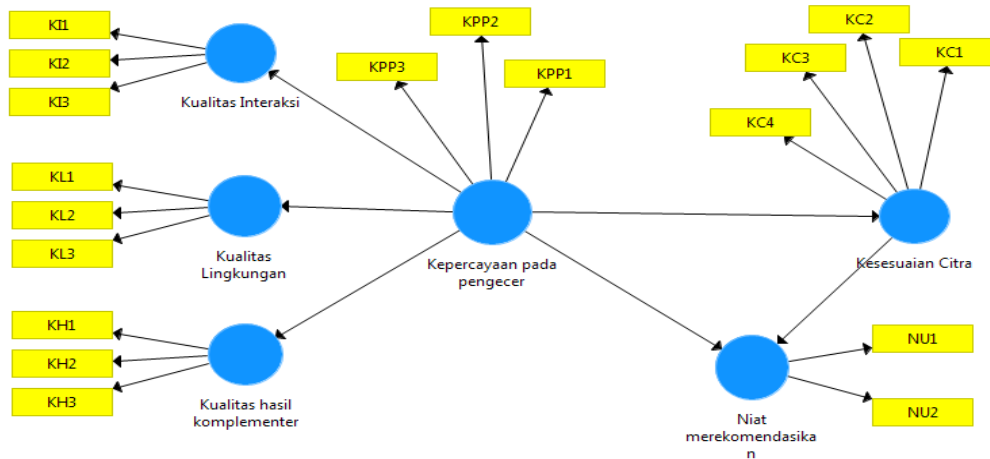 KI1
KI2
KI3
Kualitas Interaksi
KL1
KL2
KL3
Kualitas
Lingkungan
KH1
KH2
KH3
Kualitas hasil
komplementer
KPP3
KPP2
KPP1
Kepercayaan pada
pengecer
KC4
KC3
KC2
KC1
Kesesuaian Citra
NU1
NU2
Niat
merekomendasika
n